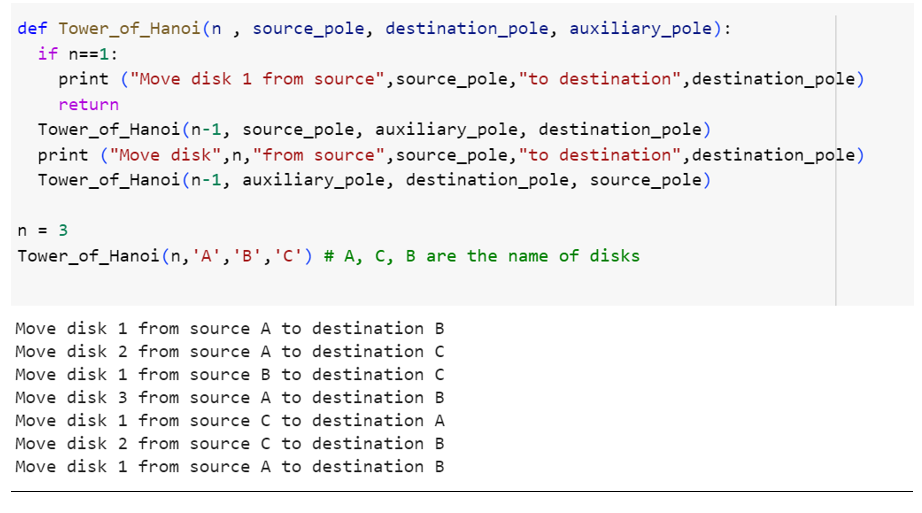 def Tower_of_Hanoi(n , source_pole, destination_pole, auxiliary_pole):
  if n==1:
    print ("Move disk 1 from source",source_pole,"to destination",destination_pole)
    return
  Tower_of_Hanoi(n-1, source_pole, auxiliary_pole, destination_pole)
  print ("Move disk",n,"from source",source_pole,"to destination",destination_pole)
  Tower_of_Hanoi(n-1, auxiliary_pole, destination_pole, source_pole)
n = 3
Tower_of_Hanoi(n,'A','B','C') # A, C, B are the name of disks
Move disk 1 from source A to destination B
Move disk 2 from source A to destination C
Move disk 1 from source B to destination C
Move disk 3 from source A to destination B
Move disk 1 from source C to destination A
Move disk 2 from source C to destination B
Move disk 1 from source A to destination B